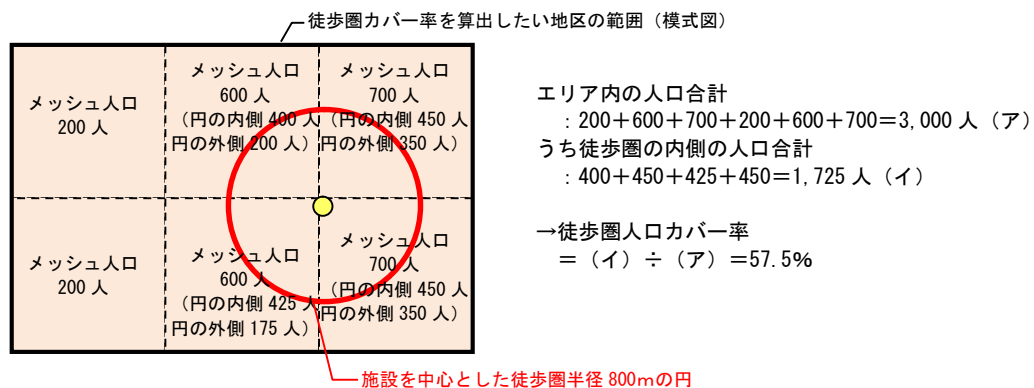 徒歩圏カバー率を算出したい地区の範囲（模式図）
メッシュ人口
200 人
メッシュ人口
600 人
（円の内側 400 人
円の外側 200 人）
メッシュ人口
700 人
（円の内側 450 人
円の外側 350 人）
メッシュ人口
200 人
メッシュ人口
600 人
（円の内側 425 人
円の外側 175 人）
メッシュ人口
700 人
（円の内側 450 人
円の外側 350 人）
施設を中心とした徒歩圏半径 800mの円
エリア内の人口合計
：200＋600＋700＋200＋600＋700＝3,000 人（ア）
うち徒歩圏の内側の人口合計
：400＋450＋425＋450＝1,725 人（イ）
→徒歩圏人口カバー率
＝（イ）÷（ア）＝57.5%